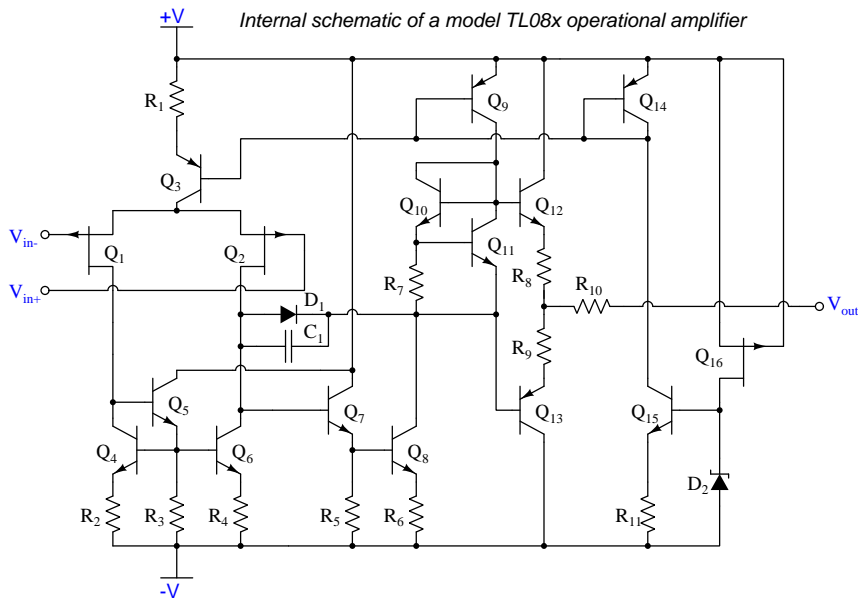 Internal schematic of a model TL08x operational amplifier
+V
R1
Q9
Q14
Q3
Q10
Q12
Vin-
Q1
Q2
Q11
R8
R10
Vin+
D1
R7
Vout
C1
R9
Q16
Q5
Q7
Q13
Q15
Q4
Q6
Q8
D2
R2
R3
R4
R5
R6
R11
-V